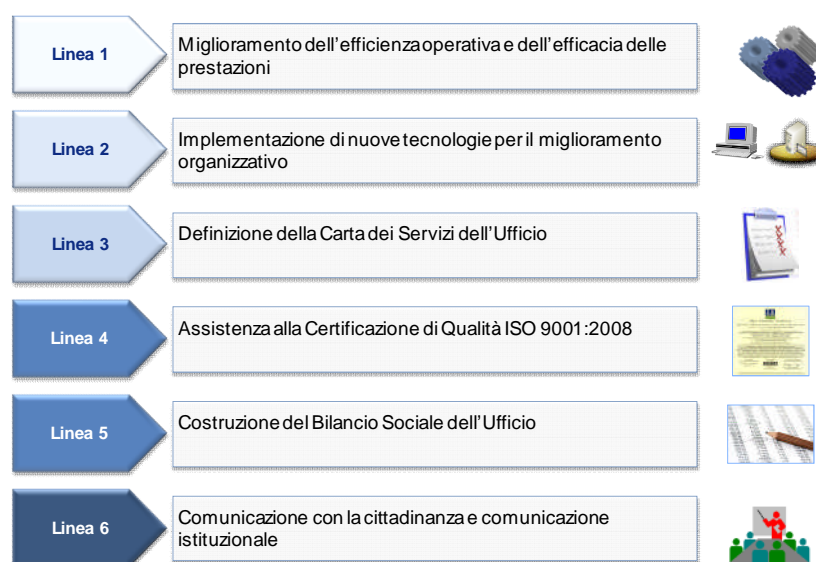 Linea 1
Miglioramento dell'efficienza operativa e dell'efficacia delle
prestazioni
Linea 2
Implementazione di nuove tecnologie per il miglioramento
organizzativo
Linea 3
Definizione della Carta dei Servizi dell'Ufficio
Linea 4
Assistenza alla Certificazione di Qualità ISO 9001:2008
Linea 5
Costruzione del Bilancio Sociale dell'Ufficio
Linea 6
Comunicazione con la cittadinanza e comunicazione
istituzionale